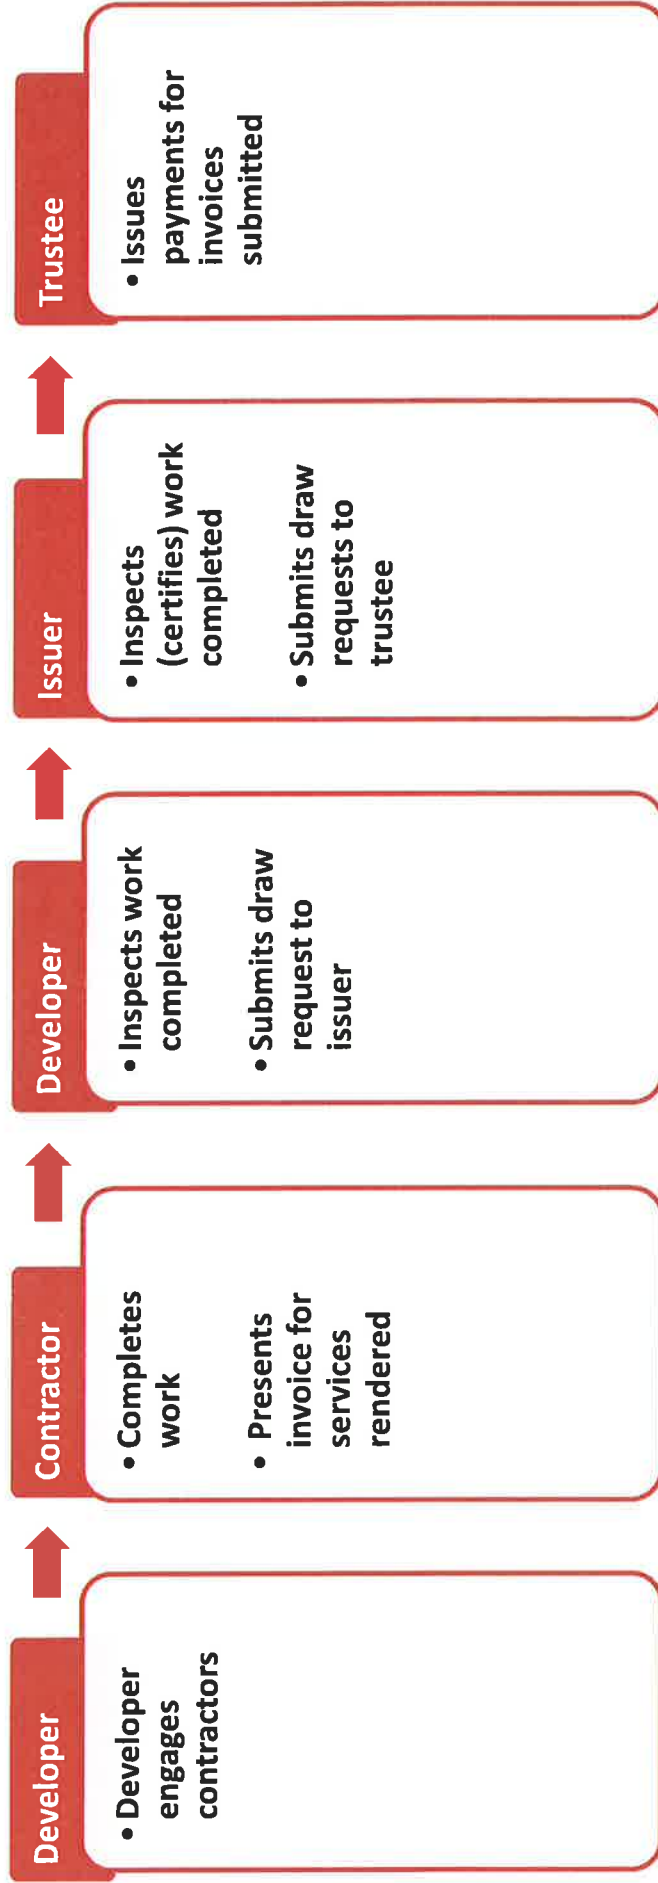 Developer
• Developer
engages
contractors
Contractor
• Completes
work
• Presents
invoice for
services
rendered
Developer
• Inspects work
completed
• Submits draw
request to
issuer
Issuer
• Inspects
(certifies) work
completed
• Submits draw
requests to
trustee
Trustee
• Issues
payments for
invoices
submitted